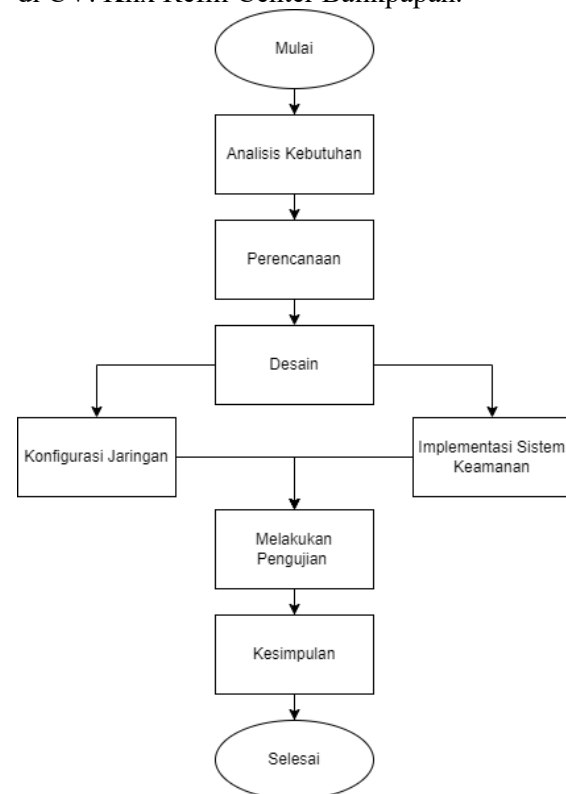 Mulai
Analisis Kebutuhan
Perencanaan
Desain
Konfigurasi Jaringan
Implementasi Sistem
Keamanan
Melakukan
Pengujian
Kesimpulan
Selesai